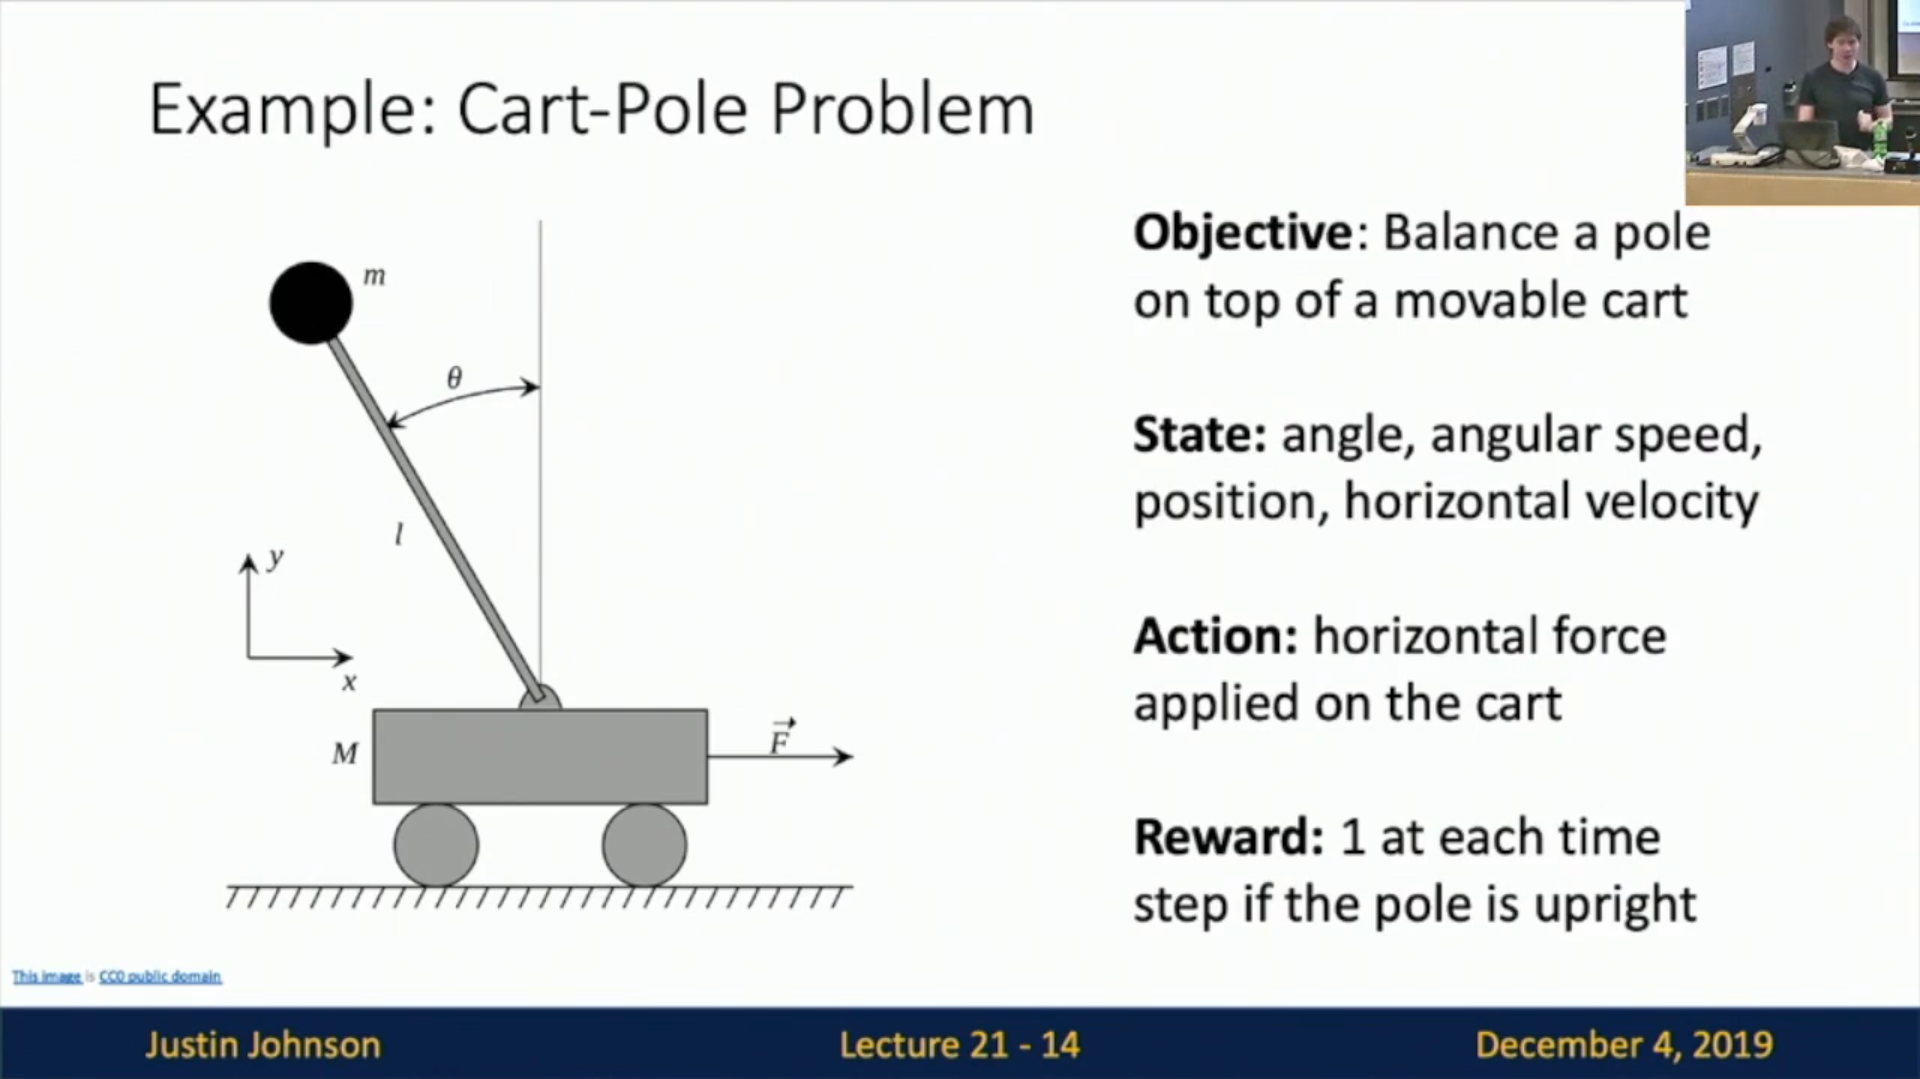 Example: Cart-Pole Problem
m
θ
l
y
x
M
F
Objective: Balance a pole
on top of a movable cart
State: angle, angular speed,
position, horizontal velocity
Action: horizontal force
applied on the cart
Reward: 1 at each time
step if the pole is upright
This image is CC0 public domain
Justin Johnson
Lecture 21 - 14
December 4, 2019